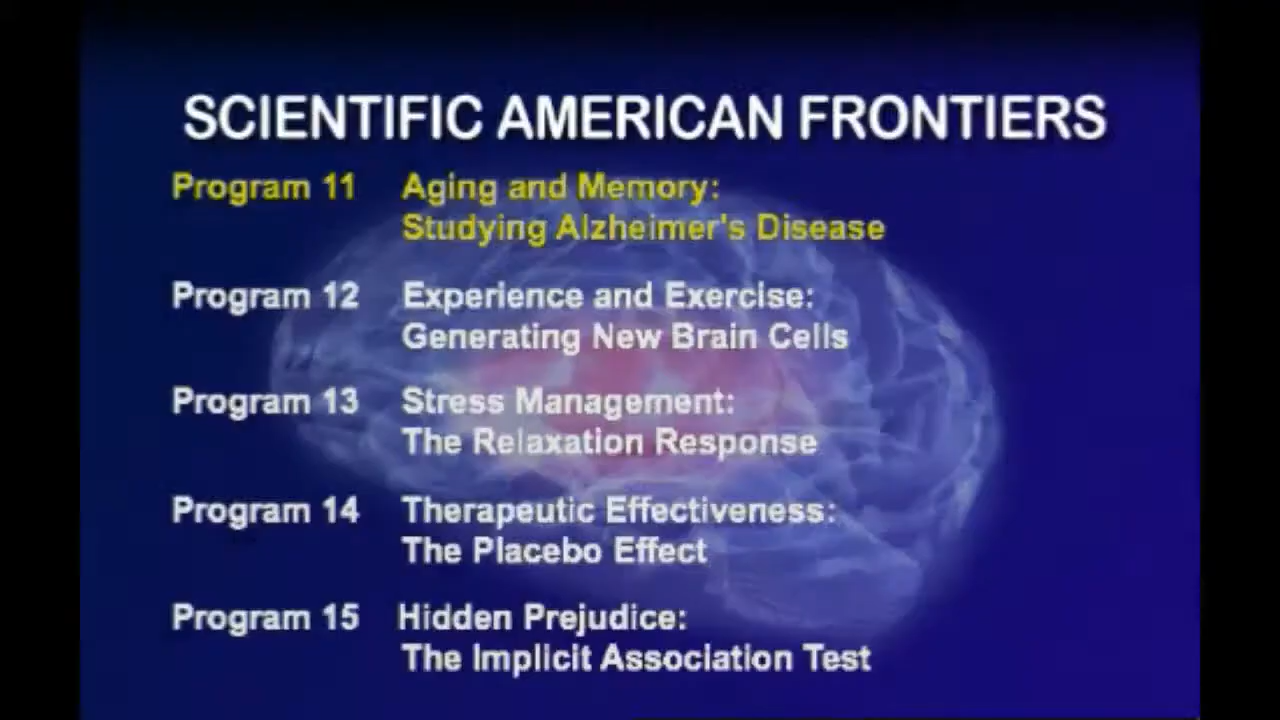 SCIENTIFIC AMERICAN FRONTIERS
Program 11 Aging and Memory:
Studying Alzheimer's Disease
Program 12 Experience and Exercise:
Generating New Brain Cells
Program 13 Stress Management:
The Relaxation Response
Program 14 Therapeutic Effectiveness:
The Placebo Effect
Program 15 Hidden Prejudice:
The Implicit Association Test